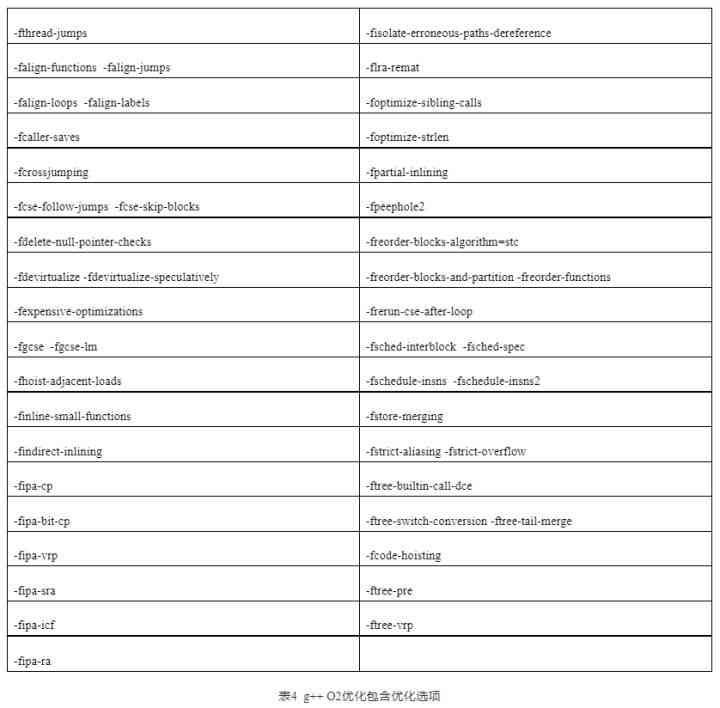 -fthread-jumps -fisolate-erroneous-paths-dereference
-falign-functions -falign-jumps -flra-remat
-falign-loops -falign-labels -foptimize-sibling-calls
-fcaller-saves -foptimize-strlen
-fcrossjumping -fpartial-inlining
-fcse-follow-jumps -fcse-skip-blocks -fpeephole2
-fdelete-null-pointer-checks -freorder-blocks-algorithm=stc
-fdevirtualize -fdevirtualize-speculatively -freorder-blocks-and-partition -freorder-functions
-fexpensive-optimizations -frerun-cse-after-loop
-fgcse -fgcse-lm -fsched-interblock -fsched-spec
-fhoist-adjacent-loads -fschedule-insns -fschedule-insns2
-finline-small-functions -fstore-merging
-findirect-inlining -fstrict-aliasing -fstrict-overflow
-fipa-cp -ftree-builtin-call-dce
-fipa-bit-cp -ftree-switch-conversion -ftree-tail-merge
-fipa-vrp -fcode-hoisting
-fipa-sra -ftree-pre
-fipa-icf -ftree-vrp
-fipa-ra
表4 g++ O2优化包含优化选项